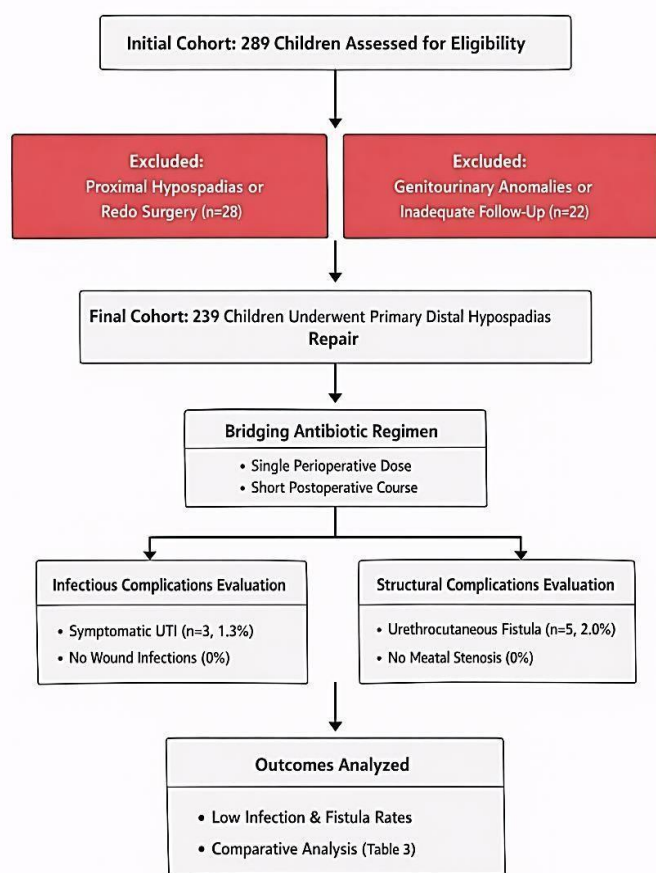 Initial Cohort: 289 Children Assessed for Eligibility
Excluded:
Proximal Hypospadias or
Redo Surgery (n=28)
Excluded:
Genitourinary Anomalies or
Inadequate Follow-Up (n=22)
Final Cohort: 239 Children Underwent Primary Distal Hypospadias
Repair
Bridging Antibiotic Regimen
• Single Perioperative Dose
• Short Postoperative Course
Infectious Complications Evaluation
• Symptomatic UTI (n=3, 1.3%)
• No Wound Infections (0%)
Structural Complications Evaluation
• Urethrocutaneous Fistula (n=5, 2.0%)
• No Meatal Stenosis (0%)
Outcomes Analyzed
• Low Infection & Fistula Rates
• Comparative Analysis (Table 3)